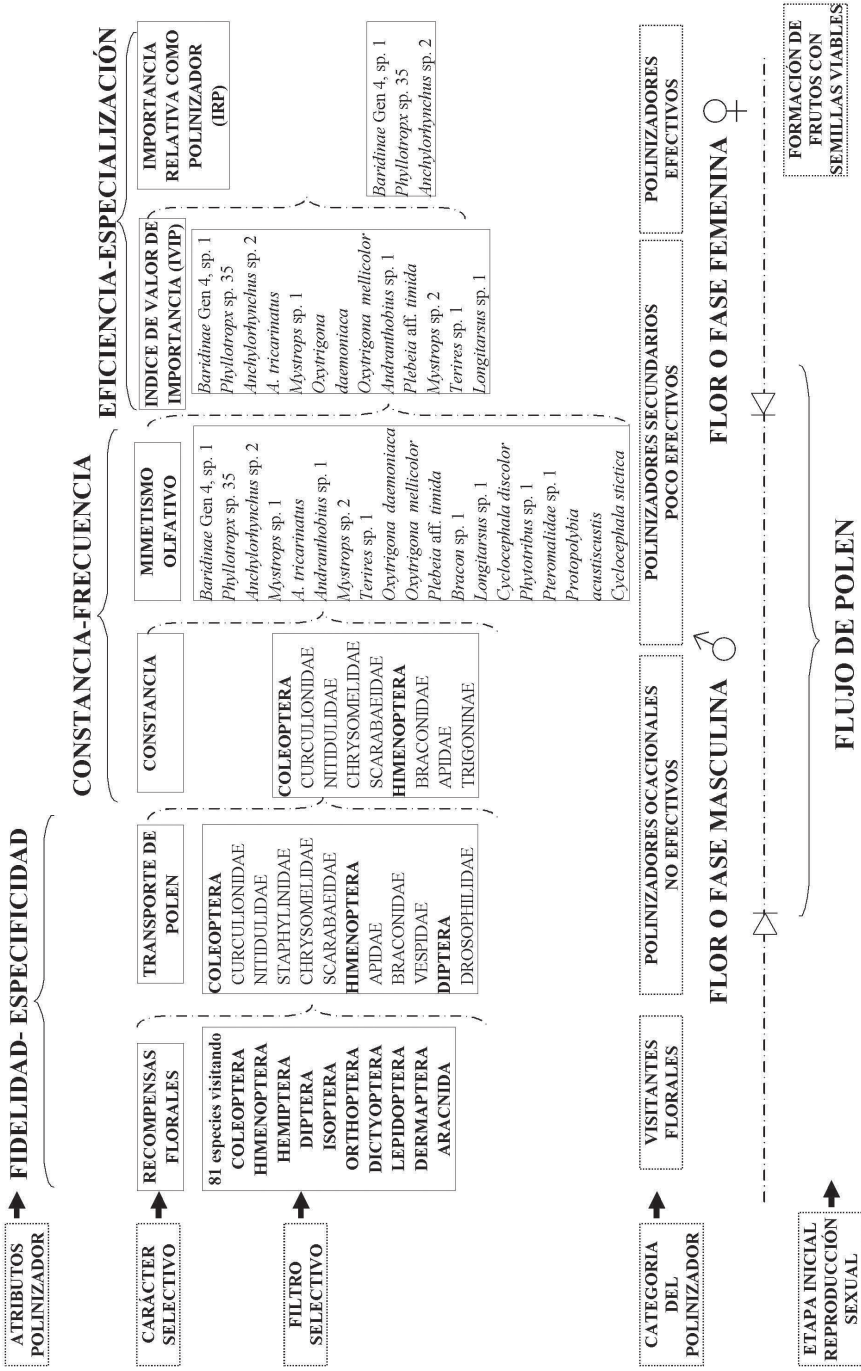 ATRIBUTOS
POLINIZADOR
FIDELIDAD- ESPECIFICIDAD
CONSTANCIA-FRECUENCIA
EFICIENCIA-ESPECIALIZACIÓN
CARÁCTER
SELECTIVO
RECOMPENSAS
FLORALES
TRANSPORTE DE
POLEN
CONSTANCIA
MIMETISMO
OLFATIVO
INDICE DE VALOR DE
IMPORTANCIA (IVIP)
IMPORTANCIA
RELATIVA COMO
POLINIZADOR
(IRP)
FILTRO
SELECTIVO
81 especies visitando
COLEOPTERA
HIMENOPTERA
HEMIPTERA
DIPTERA
ISOPTERA
ORTHOPTERA
DICTYOPTERA
LEPIDOPTERA
DERMAPTERA
ARACNIDA
COLEOPTERA
CURCULIONIDAE
NITIDULIDAE
STAPHYLINIDAE
CHRYSOMELIDAE
SCARABAEIDAE
HIMENOPTERA
APIDAE
BRACONIDAE
VESPIDAE
DIPTERA
DROSOPHILIDAE
COLEOPTERA
CURCULIONIDAE
NITIDULIDAE
CHRYSOMELIDAE
SCARABAEIDAE
HIMENOPTERA
BRACONIDAE
APIDAE
TRIGONINAE
Baridinae Gen 4, sp. 1
Phyllotropx sp. 35
Anchylorhynchus sp. 2
Mystrops sp. 1
A. tricarinatus
Andranthobius sp. 1
Mystrops sp. 2
Terires sp. 1
Oxytrigona daemoniaca
Oxytrigona mellicolor
Plebeia aff. timida
Bracon sp. 1
Longitarsus sp. 1
Cyclocephala discolor
Phytotribus sp. 1
Pteromalidae sp. 1
Protopolybia
acustiscustis
Cyclocephala stictica
Baridinae Gen 4, sp. 1
Phyllotropx sp. 35
Anchylorhynchus sp. 2
A. tricarinatus
Mystrops sp. 1
Oxytrigona
daemoniaca
Oxytrigona mellicolor
Andranthobius sp. 1
Plebeia aff. timida
Mystrops sp. 2
Terires sp. 1
Longitarsus sp. 1
Baridinae Gen 4, sp. 1
Phyllotropx sp. 35
Anchylorhynchus sp. 2
CATEGORIA
DEL
POLINIZADOR
VISITANTES
FLORALES
POLINIZADORES OCACIONALES
NO EFECTIVOS
POLINIZADORES SECUNDARIOS
POCO EFECTIVOS
POLINIZADORES
EFECTIVOS
FLOR O FASE MASCULINA ♂
FLOR O FASE FEMENINA ♀
ETAPA INICIAL
REPRODUCCIÓN
SEXUAL
FLUJO DE POLEN
FORMACIÓN DE
FRUTOS CON
SEMILLAS VIABLES